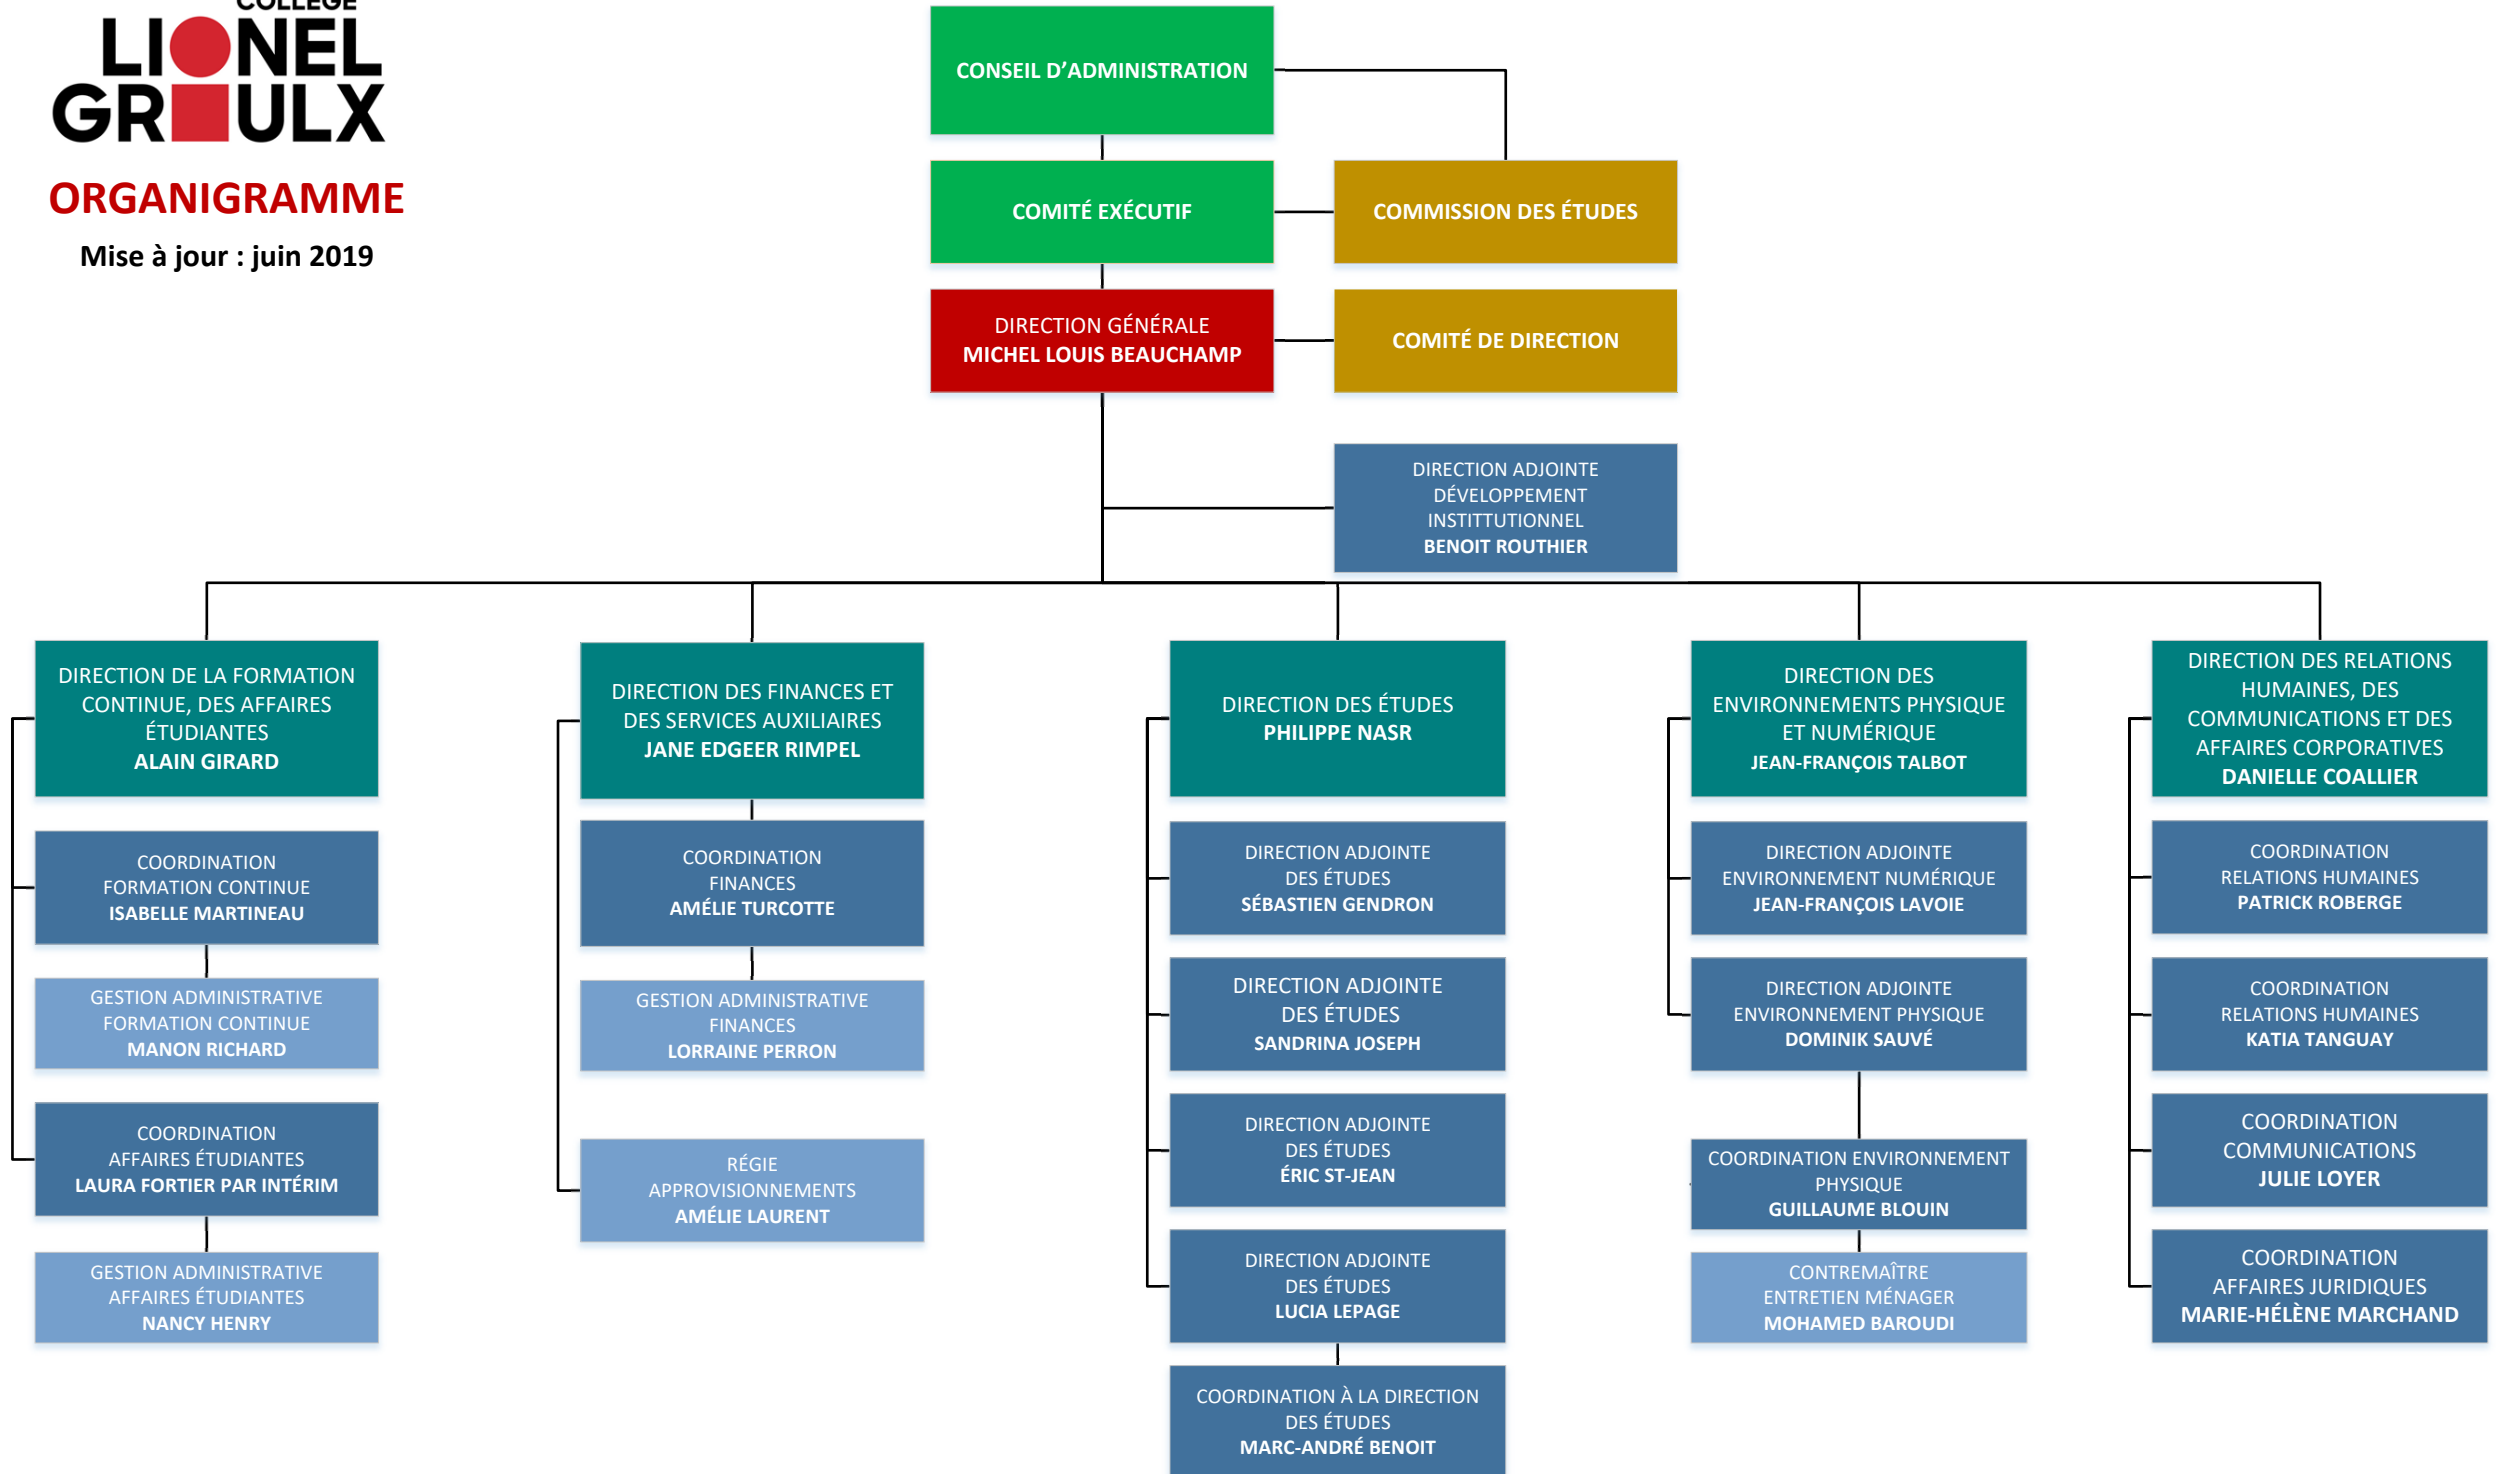 COLLÈGE
LIONEL
GROULX
ORGANIGRAMME
Mise à jour : juin 2019
CONSEIL D’ADMINISTRATION
COMITÉ EXÉCUTIF
COMMISSION DES ÉTUDES
DIRECTION GÉNÉRALE
MICHEL LOUIS BEAUCHAMP
COMITÉ DE DIRECTION
DIRECTION ADJOINTE
DÉVELOPPEMENT
INSTITTUTIONNEL
BENOIT ROUTHIER
DIRECTION DE LA FORMATION
CONTINUE, DES AFFAIRES
ÉTUDIANTES
ALAIN GIRARD
COORDINATION
FORMATION CONTINUE
ISABELLE MARTINEAU
GESTION ADMINISTRATIVE
FORMATION CONTINUE
MANON RICHARD
COORDINATION
AFFAIRES ÉTUDIANTES
LAURA FORTIER PAR INTÉRIM
GESTION ADMINISTRATIVE
AFFAIRES ÉTUDIANTES
NANCY HENRY
DIRECTION DES FINANCES ET
DES SERVICES AUXILIAIRES
JANE EDGEER RIMPEL
COORDINATION
FINANCES
AMÉLIE TURCOTTE
GESTION ADMINISTRATIVE
FINANCES
LORRAINE PERRON
RÉGIE
APPROVISIONNEMENTS
AMÉLIE LAURENT
DIRECTION DES ÉTUDES
PHILIPPE NASR
DIRECTION ADJOINTE
DES ÉTUDES
SÉBASTIEN GENDRON
DIRECTION ADJOINTE
DES ÉTUDES
SANDRINA JOSEPH
DIRECTION ADJOINTE
DES ÉTUDES
ÉRIC ST-JEAN
DIRECTION ADJOINTE
DES ÉTUDES
LUCIA LEPAGE
COORDINATION À LA DIRECTION
DES ÉTUDES
MARC-ANDRÉ BENOIT
DIRECTION DES
ENVIRONNEMENTS PHYSIQUE
ET NUMÉRIQUE
JEAN-FRANÇOIS TALBOT
DIRECTION ADJOINTE
ENVIRONNEMENT NUMÉRIQUE
JEAN-FRANÇOIS LAVOIE
DIRECTION ADJOINTE
ENVIRONNEMENT PHYSIQUE
DOMINIK SAUVÉ
COORDINATION ENVIRONNEMENT
PHYSIQUE
GUILLAUME BLOUIN
CONTREMAÎTRE
ENTRETIEN MÉNAGER
MOHAMED BAROUDI
DIRECTION DES RELATIONS
HUMAINES, DES
COMMUNICATIONS ET DES
AFFAIRES CORPORATIVES
DANIELLE COALLIER
COORDINATION
RELATIONS HUMAINES
PATRICK ROBERGE
COORDINATION
RELATIONS HUMAINES
KATIA TANGUAY
COORDINATION
COMMUNICATIONS
JULIE LOYER
COORDINATION
AFFAIRES JURIDIQUES
MARIE-HÉLÈNE MARCHAND